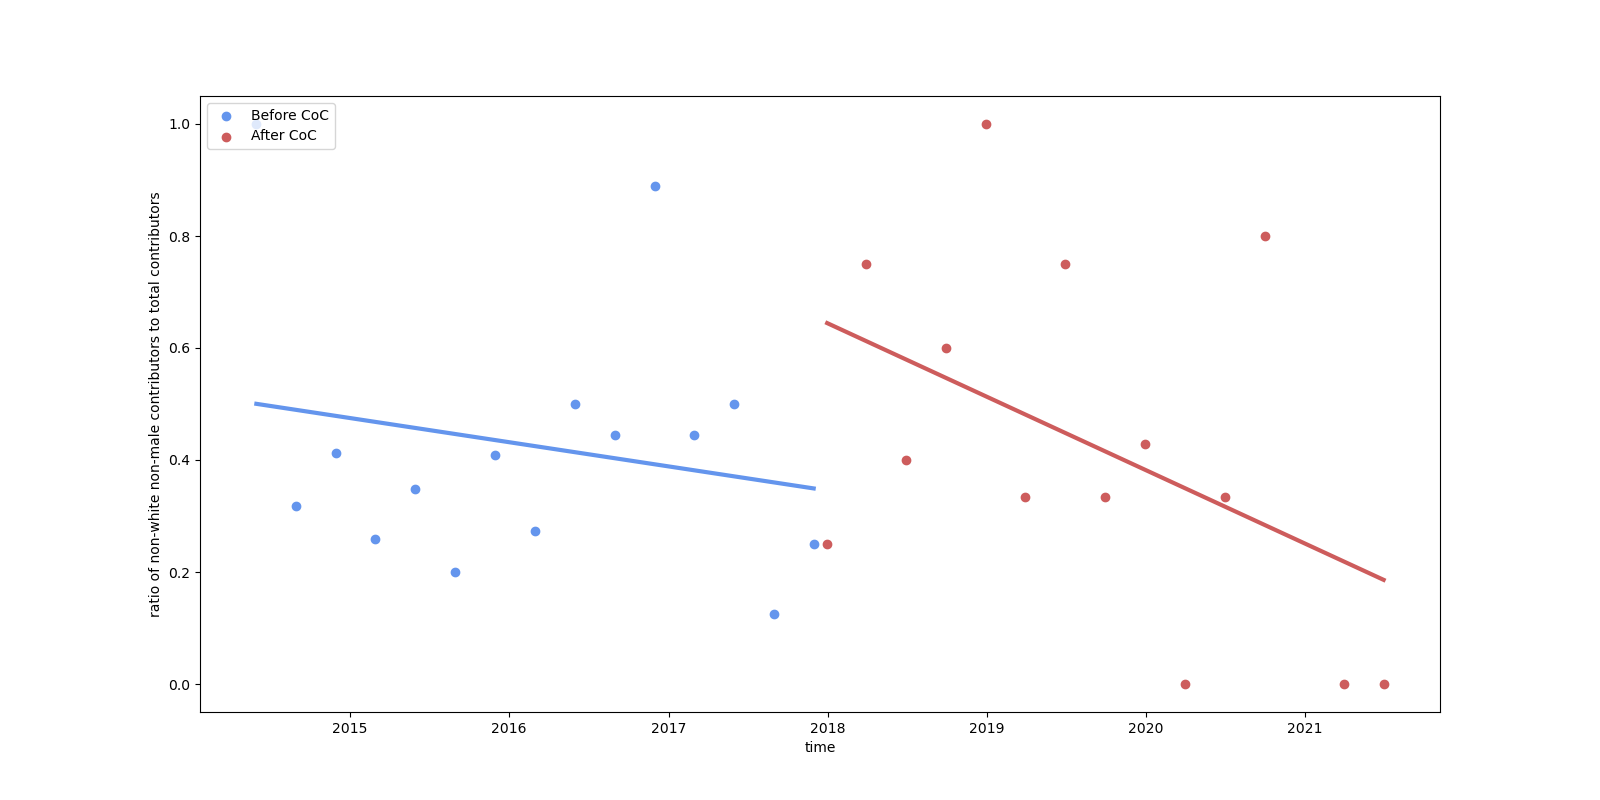 Before CoC
After CoC
1.0
0.8
0.6
0.4
0.2
0.0
ratio of non-white non-male contributors to total contributors
2015 2016 2017 2018 2019 2020 2021
time